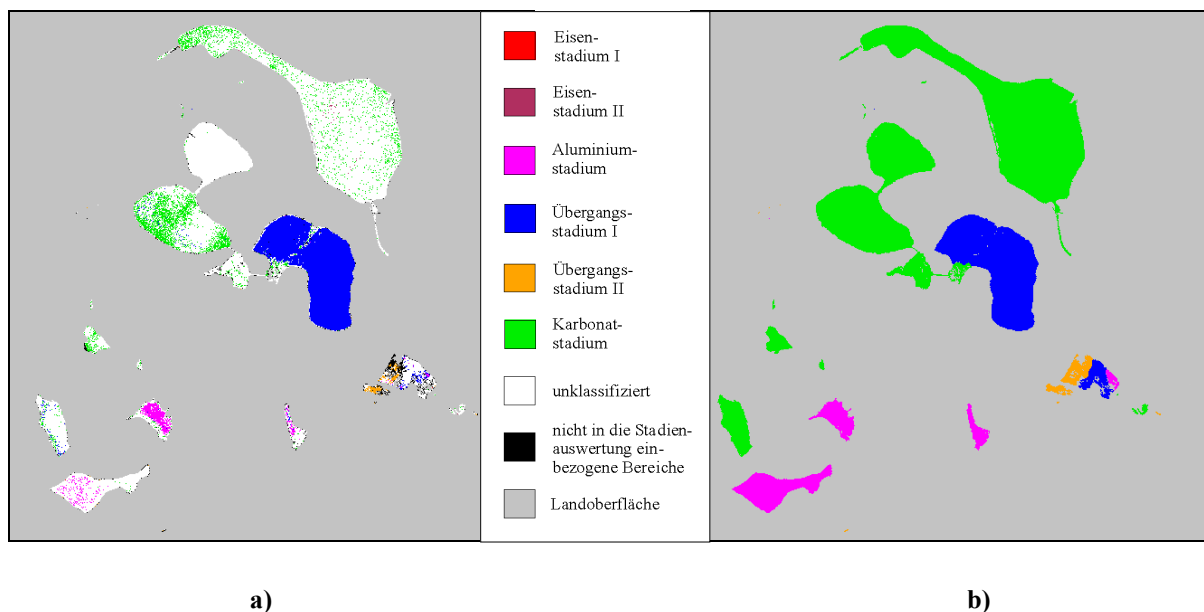 Eisen-
stadium I
Eisen-
stadium II
Aluminium-
stadium
Übergangs-
stadium I
Übergangs-
stadium II
Karbonat-
stadium
unklassifiziert
nicht in die Stadien-
auswertung ein-
bezogene Bereiche
Landoberfläche
a)
b)